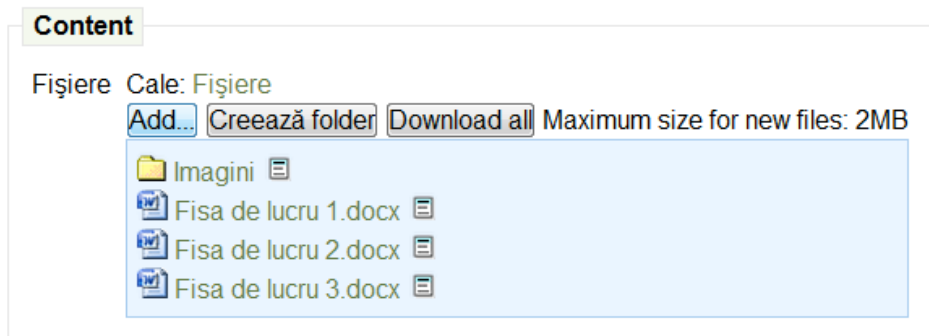 Content
Fişiere Cale: Fişiere
Add... Creează folder Download all Maximum size for new files: 2MB
Imagini
Fisa de lucru 1.docx
Fisa de lucru 2.docx
Fisa de lucru 3.docx